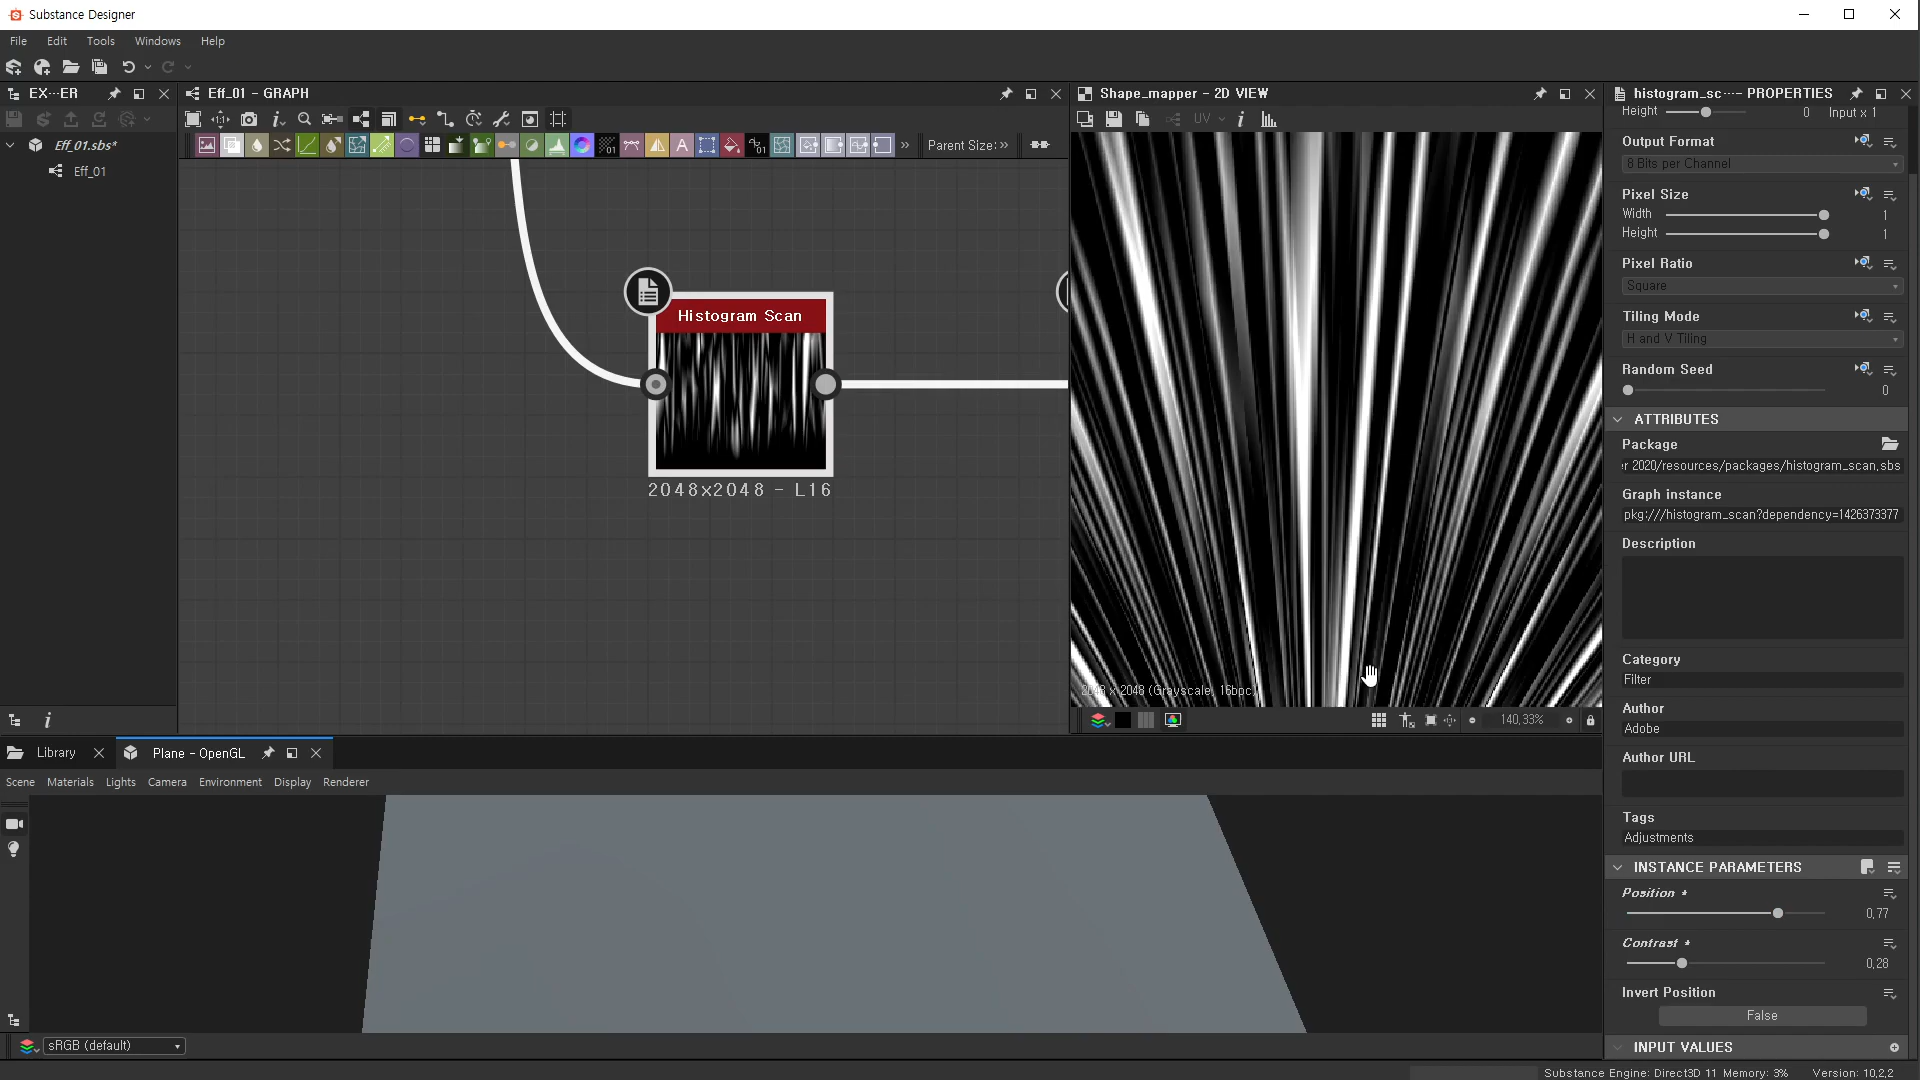 Substance Designer
File Edit Tools Windows Help
EX···ER
Eff_01 - GRAPH
Shape_mapper - 2D VIEW
histogram_sc···- PROPERTIES
Eff_01.sbs*
Eff_01
Parent Size:
UV
Height 0 Input x 1
Output Format
8 Bits per Channel
Pixel Size
Width 1
Height 1
Pixel Ratio
Square
Tiling Mode
H and V Tiling
Random Seed
0
ATTRIBUTES
Package
er 2020/resources/packages/histogram_scan.sbs
Graph instance
pkg:///histogram_scan?dependency=1426373377
Description
Category
Filter
Author
Adobe
Author URL
Tags
Adjustments
INSTANCE PARAMETERS
Position *
0,77
Contrast *
0,28
Invert Position
False
INPUT VALUES
Histogram Scan
2048x2048 - L16
2048 x 2048 (Grayscale, 16bpc)
140,33%
Library
Plane - OpenGL
Scene Materials Lights Camera Environment Display Renderer
sRGB (default)
Substance Engine: Direct3D 11 Memory: 3% Version: 10,2,2